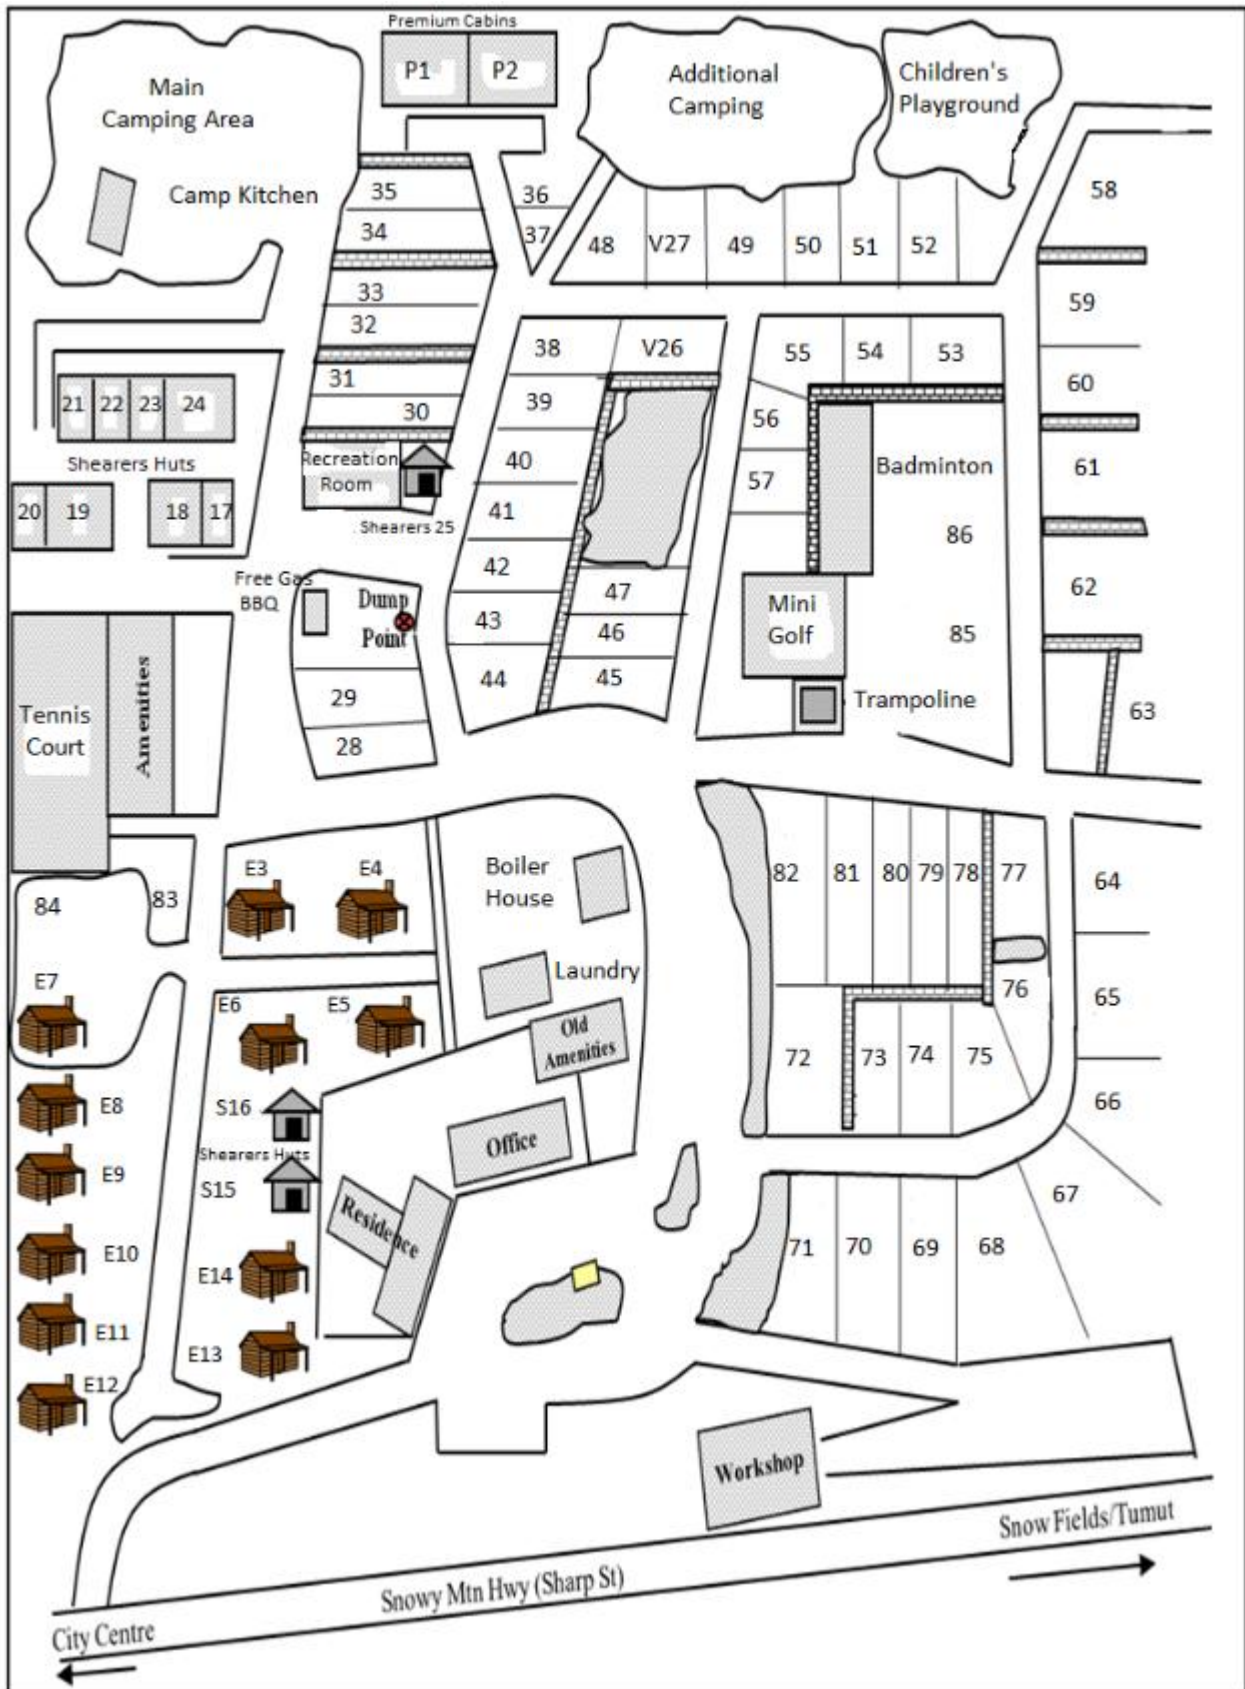 Premium Cabins
P1
P2
Main
Camping Area
Additional
Camping
Children's
Playground
Camp Kitchen
35
34
33
32
31
30
36
37
48
V27
49
50
51
52
58
59
60
61
62
63
38
V26
39
40
41
42
43
44
47
46
45
55
54
53
56
57
Badminton
86
85
Mini
Golf
Trampoline
21
22
23
24
Shearers Huts
20
19
18
17
Recreation
Room
Shearers 25
Free Gas
BBQ
Dump
Point
29
28
Tennis
Court
Amenities
E3
E4
Boiler
House
Laundry
Old
Amenities
Office
Residence
83
84
E7
E6
E5
E8
S16
Shearers Huts
E9
S15
E10
E14
E11
E13
E12
82
81
80
79
78
77
76
72
73
74
75
64
65
66
67
71
70
69
68
Workshop
Snow Fields/Tumut
Snowy Mtn Hwy (Sharp St)
City Centre